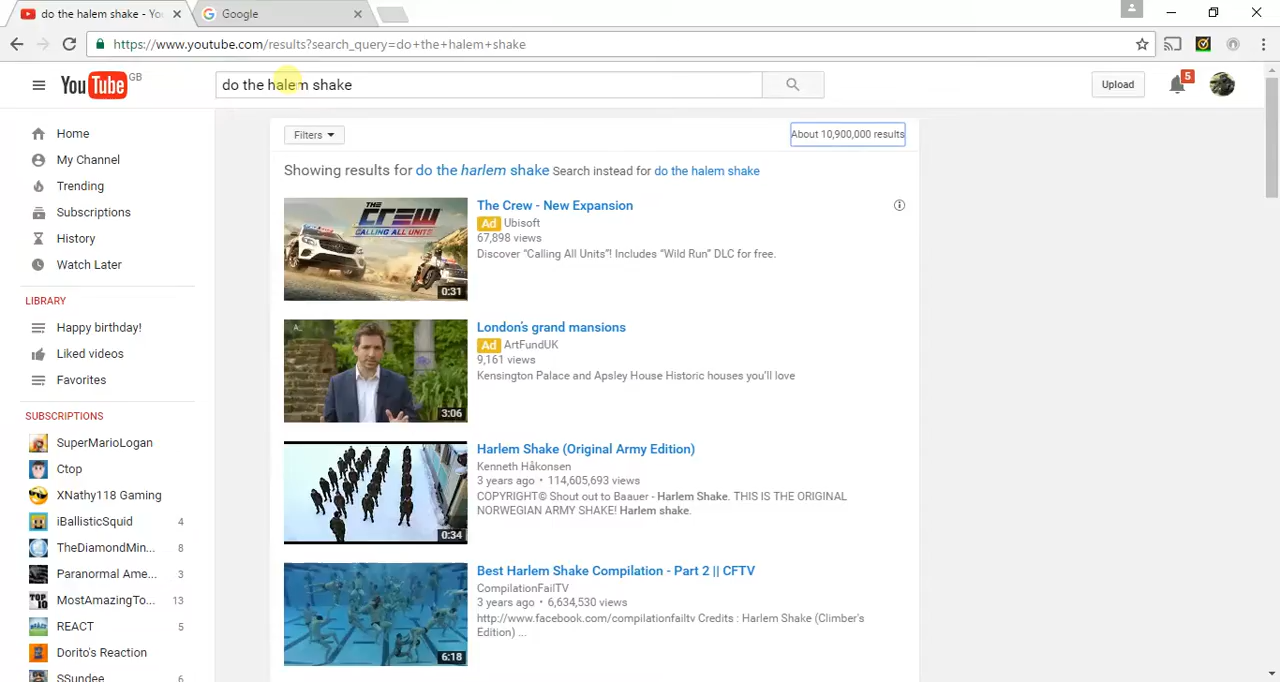 do the halem shake - Yo
Google
https://www.youtube.com/results?search_query=do+the+halem+shake
YouTube GB
do the halem shake
Upload
5
Home
My Channel
Trending
Subscriptions
History
Watch Later
LIBRARY
Happy birthday!
Liked videos
Favorites
SUBSCRIPTIONS
SuperMarioLogan
Ctop
XNathy118 Gaming
iBallisticSquid 4
TheDiamondMin... 8
Paranormal Ame... 3
MostAmazingTo... 13
REACT 5
Dorito's Reaction
SSundee 6
Filters
About 10,900,000 results
Showing results for do the harlem shake Search instead for do the halem shake
THE CREW
CALLING ALL UNITS
0:31
The Crew - New Expansion
Ad Ubisoft
67,898 views
Discover “Calling All Units”! Includes “Wild Run” DLC for free.
3:06
London’s grand mansions
Ad ArtFundUK
9,161 views
Kensington Palace and Apsley House Historic houses you’ll love
0:34
Harlem Shake (Original Army Edition)
Kenneth Håkonsen
3 years ago • 114,605,693 views
COPYRIGHT© Shout out to Baauer - Harlem Shake. THIS IS THE ORIGINAL
NORWEGIAN ARMY SHAKE! Harlem shake.
6:18
Best Harlem Shake Compilation - Part 2 || CFTV
CompilationFailTV
3 years ago • 6,634,530 views
http://www.facebook.com/compilationfailtv Credits : Harlem Shake (Climber's
Edition) ...